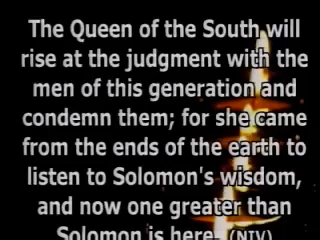 The Queen of the South will
rise at the judgment with the
men of this generation and
condemn them; for she came
from the ends of the earth to
listen to Solomon's wisdom,
and now one greater than
Solomon is here. (NIV)